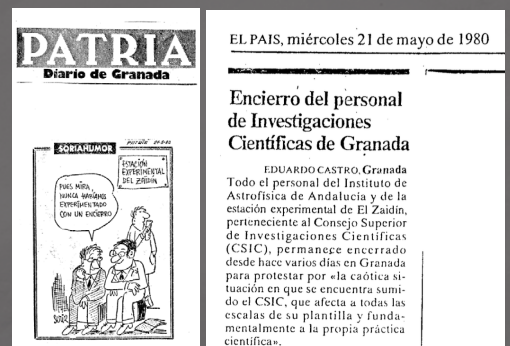 PATRIA
Diario de Granada
SORIAHUMOR
ESTACIÓN
EXPERIMENTAL
DEL ZAIDÍN
PUES MIRA,
NUNCA HABÍAMOS
EXPERIMENTADO
CON UN ENCIERRO
EL PAIS, miércoles 21 de mayo de 1980
Encierro del personal
de Investigaciones
Científicas de Granada
EDUARDO CASTRO, Granada
Todo el personal del Instituto de
Astrofísica de Andalucía y de la
estación experimental de El Zaidín,
perteneciente al Consejo Superior
de Investigaciones Científicas
(CSIC), permanece encerrado
desde hace varios días en Granada
para protestar por «la caótica si-
tuación en que se encuentra sumi-
do el CSIC, que afecta a todas las
escalas de su plantilla y funda-
mentalmente a la propia práctica
científica».